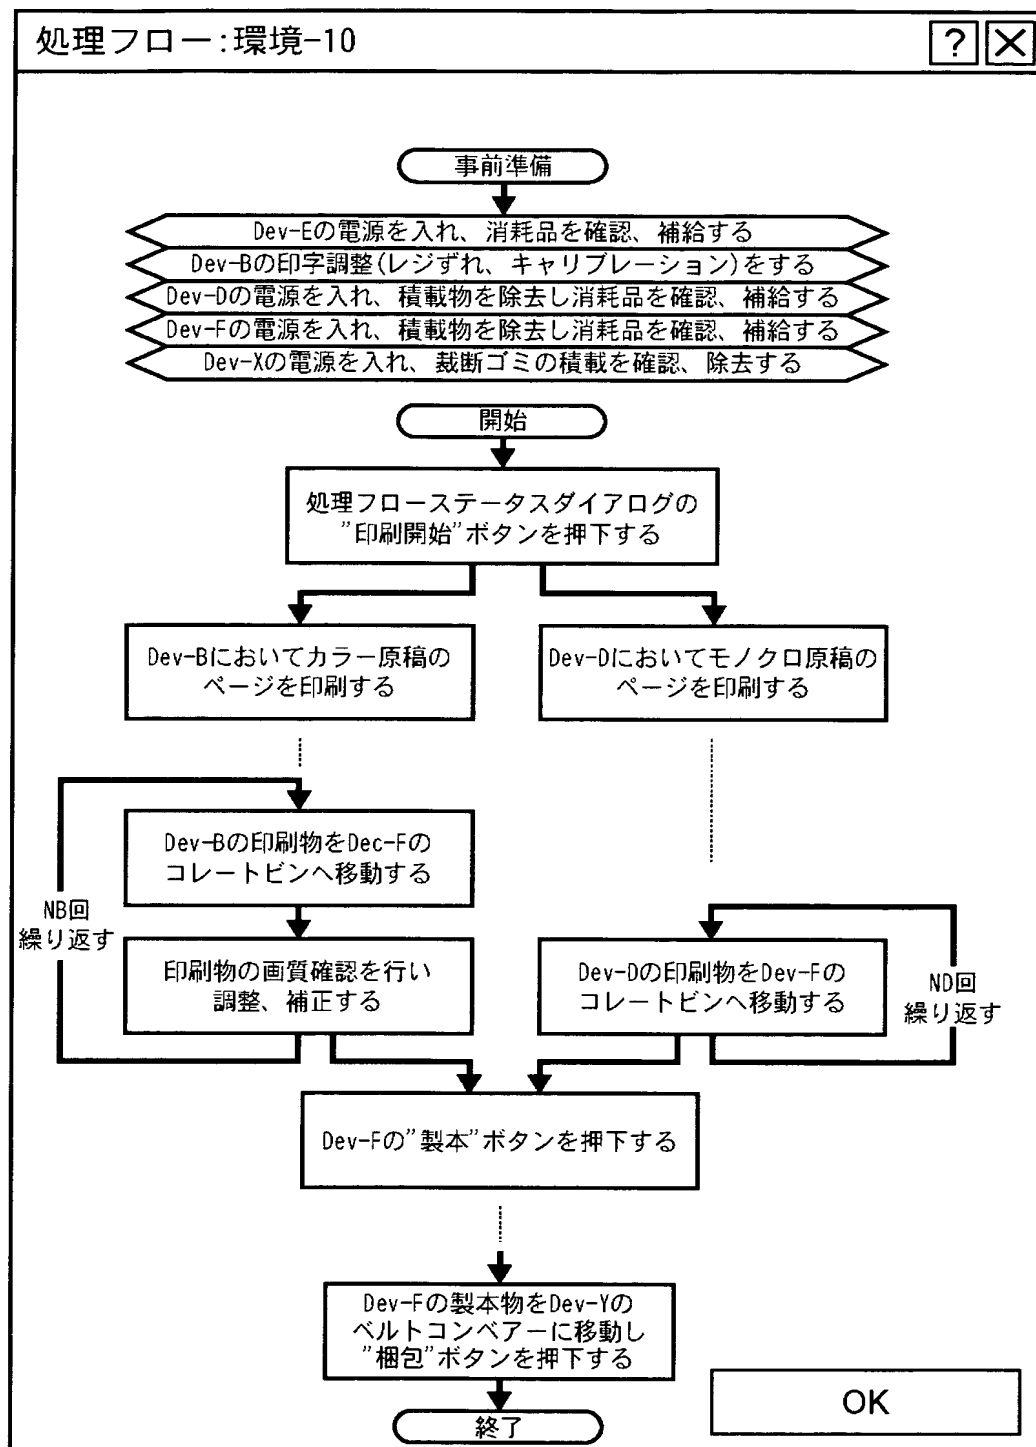 処理フロー:環境-10
?
×
事前準備
Dev-Eの電源を入れ、消耗品を確認、補給する
Dev-Bの印字調整(レジずれ、キャリブレーション)をする
Dev-Dの電源を入れ、積載物を除去し消耗品を確認、補給する
Dev-Fの電源を入れ、積載物を除去し消耗品を確認、補給する
Dev-Xの電源を入れ、裁断ゴミの積載を確認、除去する
開始
処理フローステータスダイアログの
"印刷開始"ボタンを押下する
Dev-Bにおいてカラー原稿の
ページを印刷する
Dev-Dにおいてモノクロ原稿の
ページを印刷する
Dev-Bの印刷物をDec-Fの
コレートビンへ移動する
NB回
繰り返す
印刷物の画質確認を行い
調整、補正する
Dev-Dの印刷物をDev-Fの
コレートビンへ移動する
ND回
繰り返す
Dev-Fの"製本"ボタンを押下する
Dev-Fの製本物をDev-Yの
ベルトコンベアーに移動し
"梱包"ボタンを押下する
終了
OK